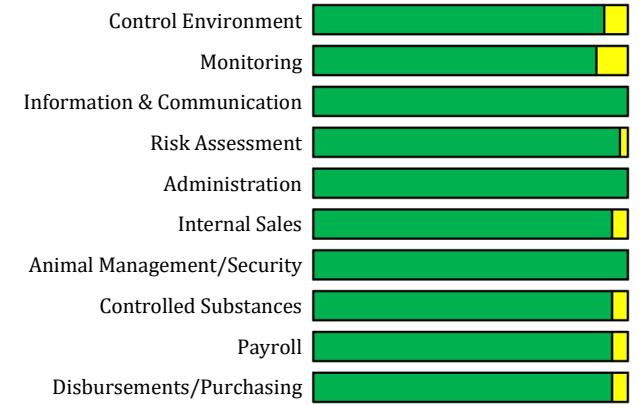 Control Environment
Monitoring
Information & Communication
Risk Assessment
Administration
Internal Sales
Animal Management/Security
Controlled Substances
Payroll
Disbursements/Purchasing